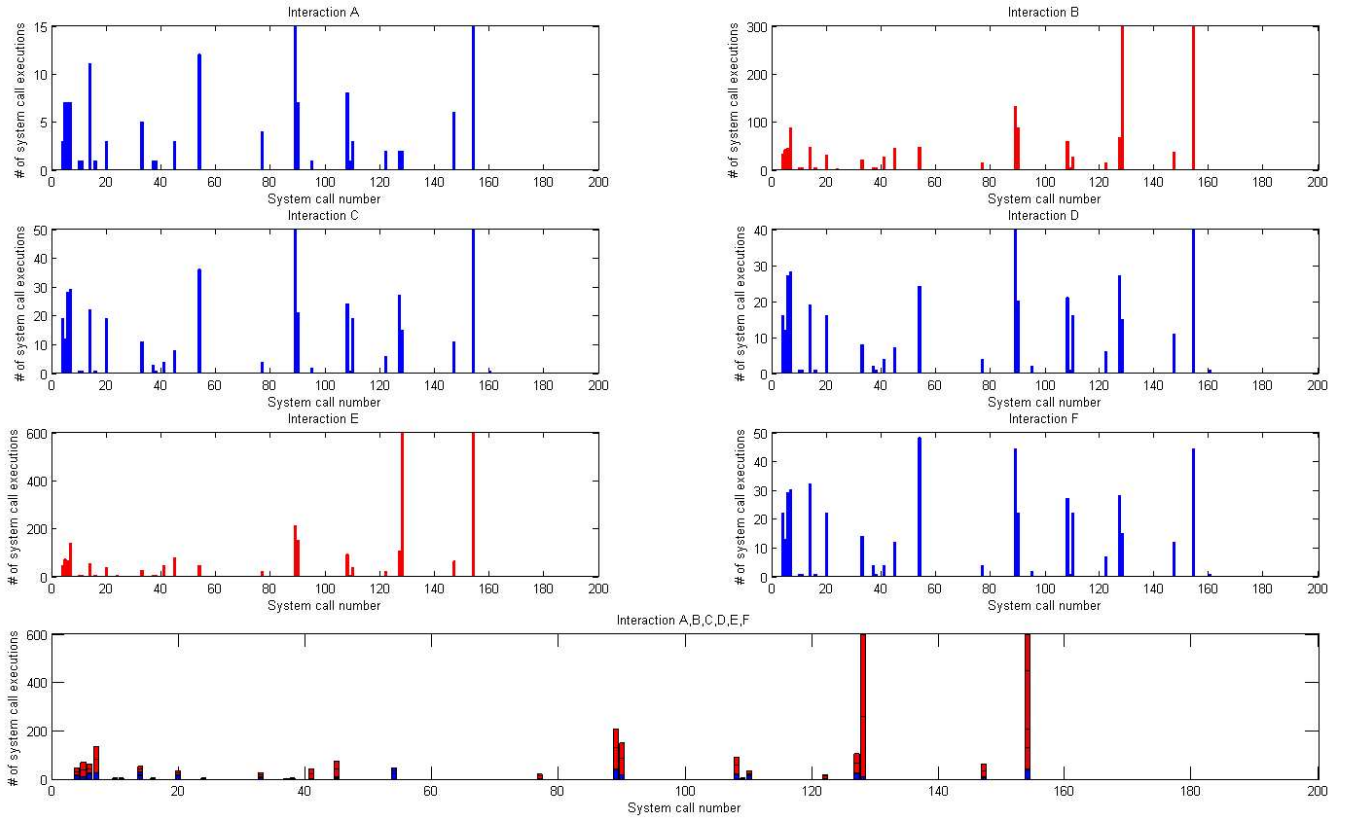 Interaction A
15
10
5
0
# of system call executions
0 20 40 60 80 100 120 140 160 180 200
System call number
Interaction B
300
200
100
0
# of system call executions
0 20 40 60 80 100 120 140 160 180 200
System call number
Interaction C
50
40
30
20
10
0
# of system call executions
0 20 40 60 80 100 120 140 160 180 200
System call number
Interaction D
40
30
20
10
0
# of system call executions
0 20 40 60 80 100 120 140 160 180 200
System call number
Interaction E
600
400
200
0
# of system call executions
0 20 40 60 80 100 120 140 160 180 200
System call number
Interaction F
50
40
30
20
10
0
# of system call executions
0 20 40 60 80 100 120 140 160 180 200
System call number
Interaction A,B,C,D,E,F
600
400
200
0
# of system call executions
0 20 40 60 80 100 120 140 160 180 200
System call number